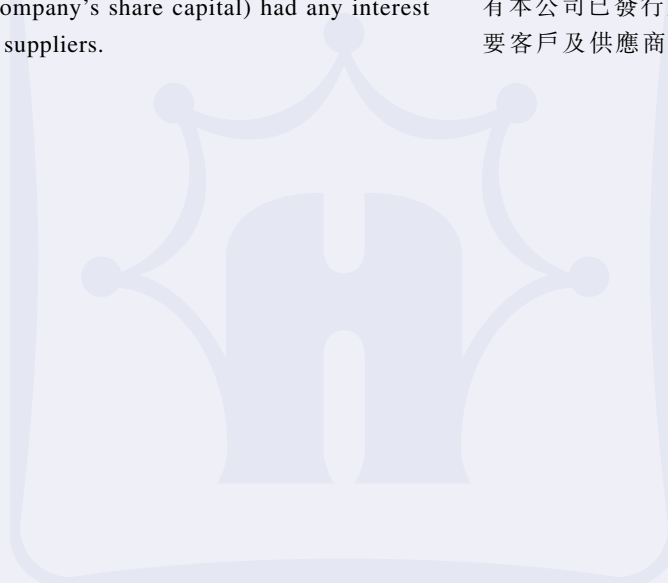 ompany's share capital) had any interest
suppliers.
有本公司已發行
要客戶及供應商